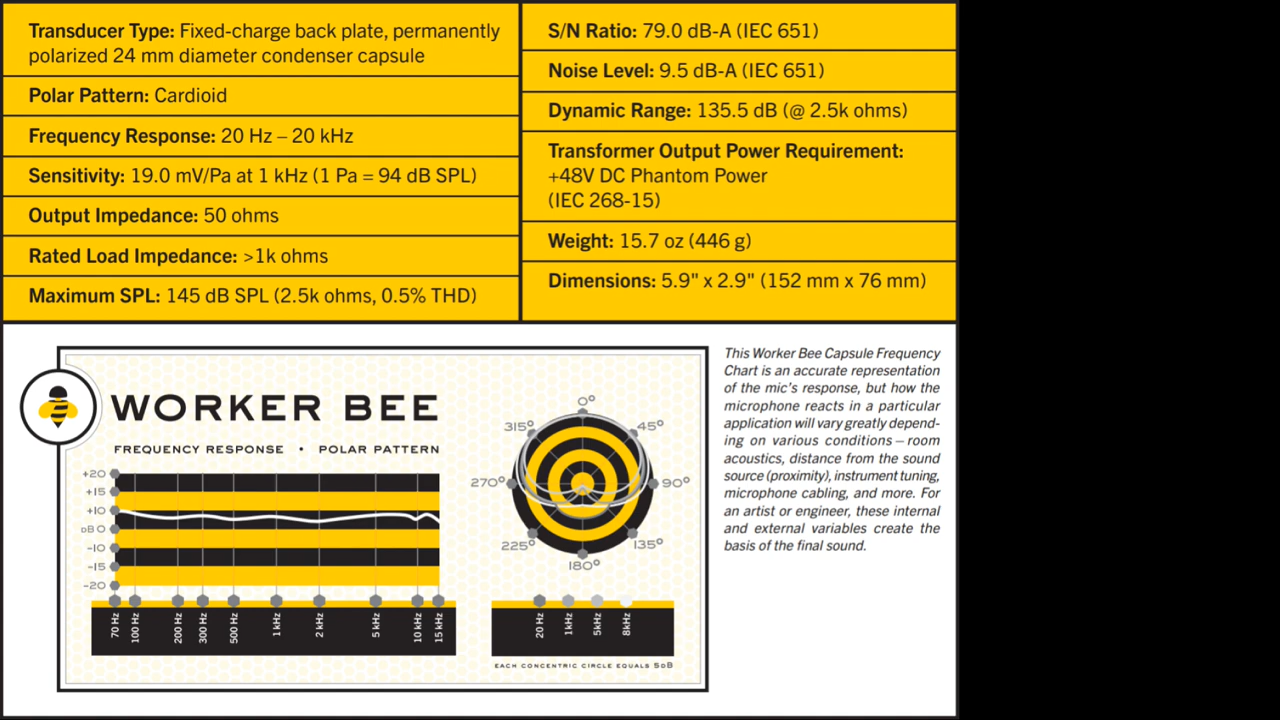 Transducer Type: Fixed-charge back plate, permanently
polarized 24 mm diameter condenser capsule
Polar Pattern: Cardioid
Frequency Response: 20 Hz – 20 kHz
Sensitivity: 19.0 mV/Pa at 1 kHz (1 Pa = 94 dB SPL)
Output Impedance: 50 ohms
Rated Load Impedance: >1k ohms
Maximum SPL: 145 dB SPL (2.5k ohms, 0.5% THD)
S/N Ratio: 79.0 dB-A (IEC 651)
Noise Level: 9.5 dB-A (IEC 651)
Dynamic Range: 135.5 dB (@ 2.5k ohms)
Transformer Output Power Requirement:
+48V DC Phantom Power
(IEC 268-15)
Weight: 15.7 oz (446 g)
Dimensions: 5.9" x 2.9" (152 mm x 76 mm)
WORKER BEE
FREQUENCY RESPONSE • POLAR PATTERN
+20
+15
+10
dB 0
-10
-15
-20
70 Hz
100 Hz
200 Hz
300 Hz
500 Hz
1 kHz
2 kHz
5 kHz
10 kHz
15 kHz
0°
45°
90°
135°
180°
225°
270°
315°
20 Hz
1kHz
5kHz
8kHz
EACH CONCENTRIC CIRCLE EQUALS 5dB
This Worker Bee Capsule Frequency
Chart is an accurate representation
of the mic's response, but how the
microphone reacts in a particular
application will vary greatly depend-
ing on various conditions – room
acoustics, distance from the sound
source (proximity), instrument tuning,
microphone cabling, and more. For
an artist or engineer, these internal
and external variables create the
basis of the final sound.